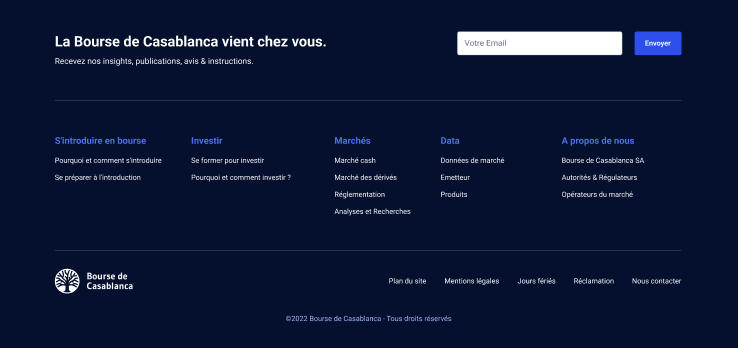 La Bourse de Casablanca vient chez vous.
Recevez nos insights, publications, avis & instructions.
Votre Email
Envoyer
S'introduire en bourse
Pourquoi et comment s'introduire
Se préparer à l'introduction
Investir
Se former pour investir
Pourquoi et comment investir ?
Marchés
Marché cash
Marché des dérivés
Réglementation
Analyses et Recherches
Data
Données de marché
Emetteur
Produits
A propos de nous
Bourse de Casablanca SA
Autorités & Régulateurs
Opérateurs du marché
Bourse de
Casablanca
Plan du site
Mentions légales
Jours fériés
Réclamation
Nous contacter
©2022 Bourse de Casablanca - Tous droits réservés